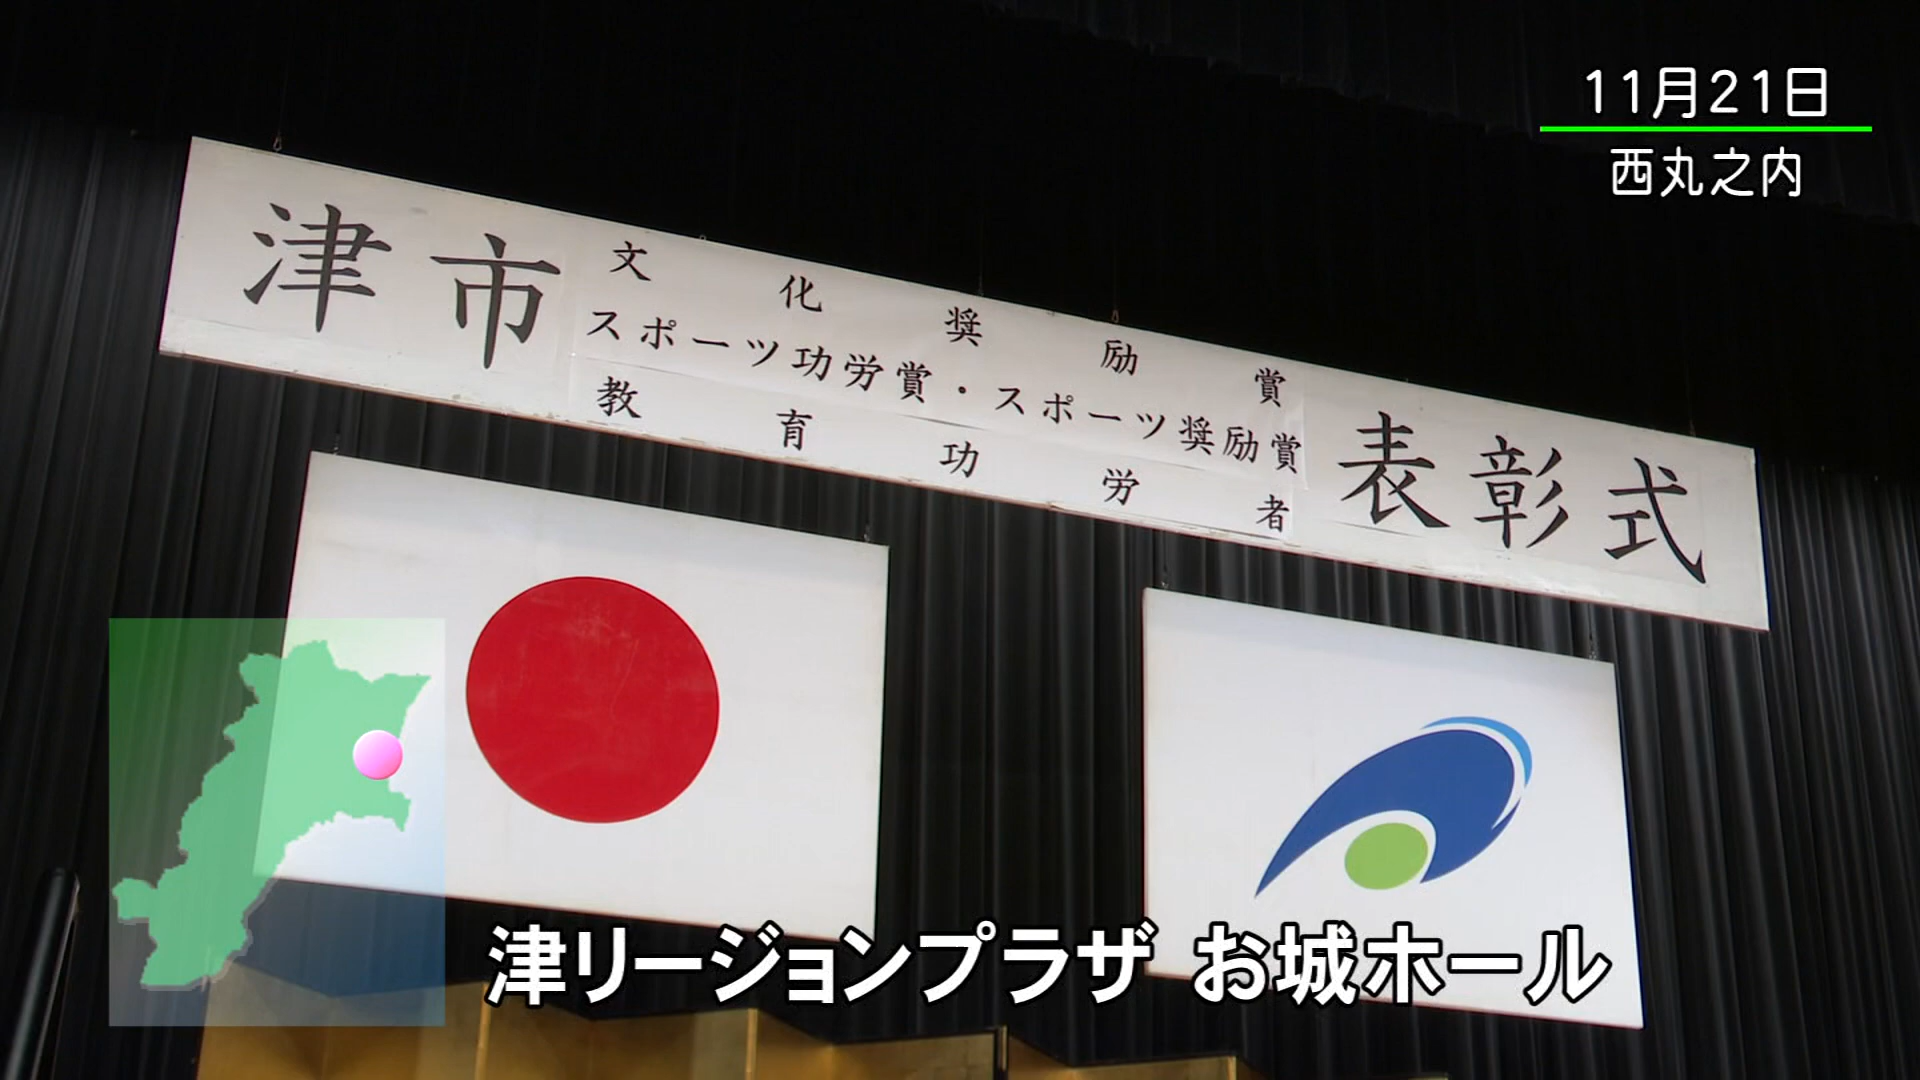 11月21日
西丸之内
津市
文化奨励賞
スポーツ功労賞・スポーツ奨励賞
教育功労者
表彰式
津リージョンプラザ お城ホール